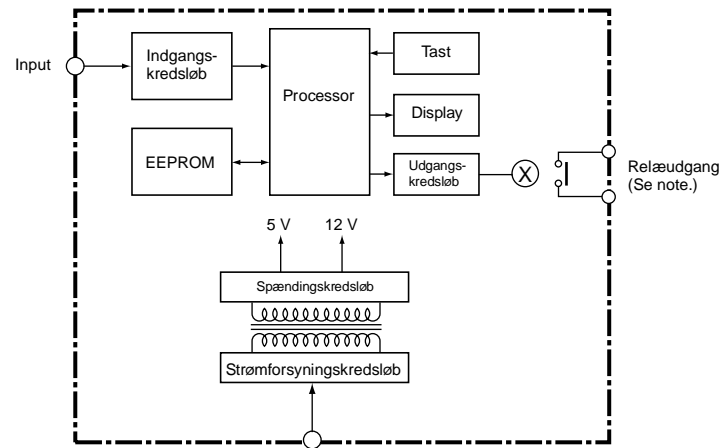 Input
Indgangs-
kredsløb
Processor
Tast
Display
EEPROM
Udgangs-
kredsløb
X
Relæudgang
(Se note.)
5 V
12 V
Spændingskredsløb
Strømforsyningskredsløb